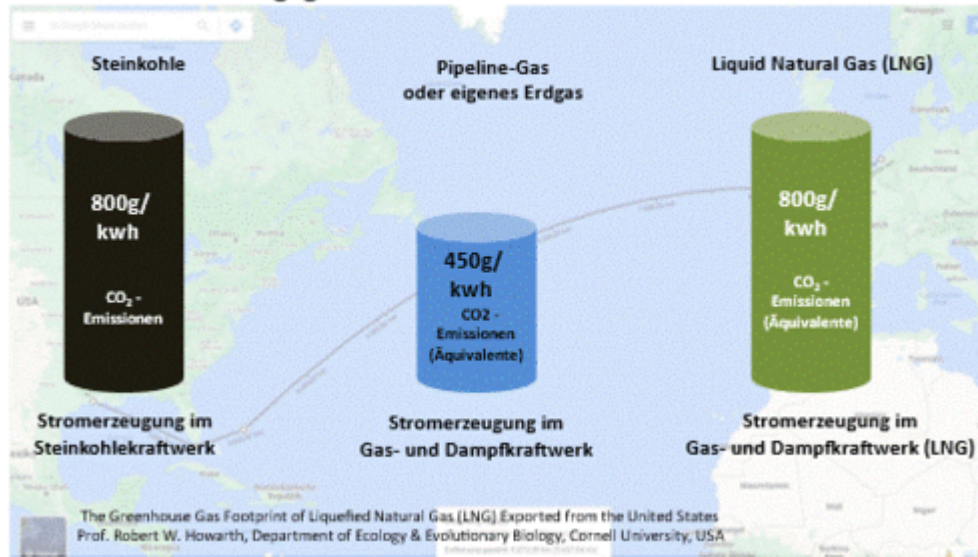 Steinkohle
Pipeline-Gas
oder eigenes Erdgas
Liquid Natural Gas (LNG)
800g/
kwh
CO₂ -
Emissionen
450g/
kwh
CO2 -
Emissionen
(Äquivalente)
800g/
kwh
CO₂ -
Emissionen
(Äquivalente)
Stromerzeugung im
Steinkohlekraftwerk
Stromerzeugung im
Gas- und Dampfkraftwerk
Stromerzeugung im
Gas- und Dampfkraftwerk (LNG)
USA
The Greenhouse Gas Footprint of Liquefied Natural Gas (LNG) Exported from the United States
Prof. Robert W. Howarth, Department of Ecology & Evolutionary Biology, Cornell University, USA